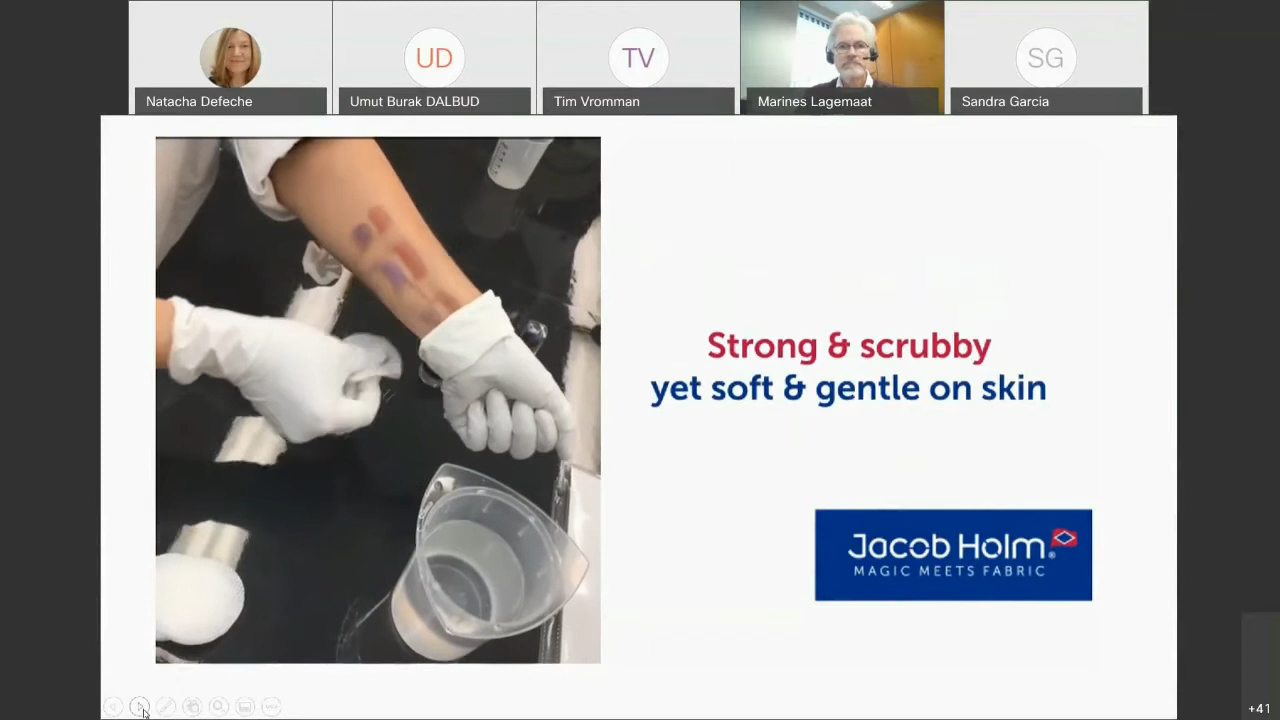 UD
TV
SG
Natacha Defeche
Umut Burak DALBUD
Tim Vromman
Marines Lagemaat
Sandra Garcia
Strong & scrubby
yet soft & gentle on skin
Jacob Holm®
MAGIC MEETS FABRIC
+41